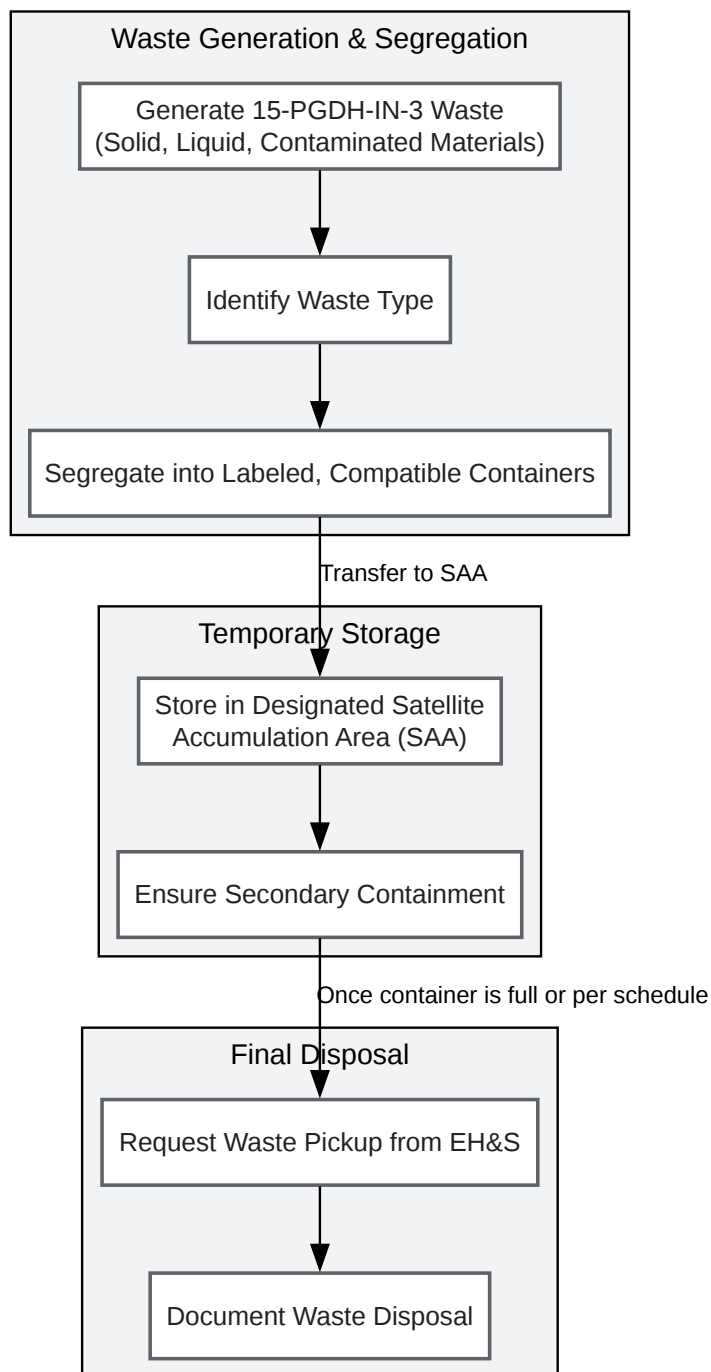 Waste Generation & Segregation
Generate 15-PGDH-IN-3 Waste
(Solid, Liquid, Contaminated Materials)
Identify Waste Type
Segregate into Labeled, Compatible Containers
Transfer to SAA
Temporary Storage
Store in Designated Satellite
Accumulation Area (SAA)
Ensure Secondary Containment
Once container is full or per schedule
Final Disposal
Request Waste Pickup from EH&S
Document Waste Disposal